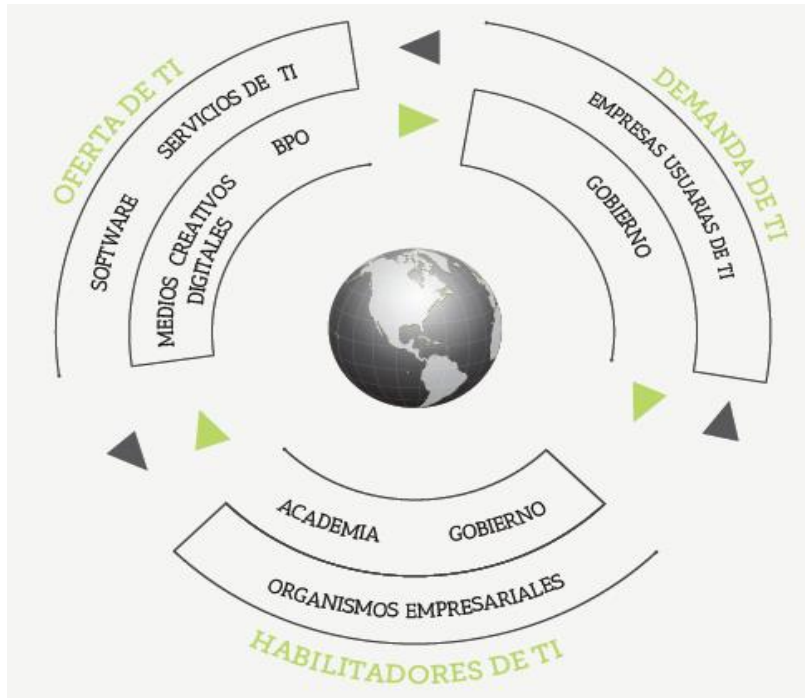 OFERTA DE TI
SOFTWARE
SERVICIOS DE TI
MEDIOS CREATIVOS
DIGITALES
BPO
DEMANDA DE TI
EMPRESAS USUARIAS DE TI
GOBIERNO
ACADEMIA
GOBIERNO
ORGANISMOS EMPRESARIALES
HABILITADORES DE TI